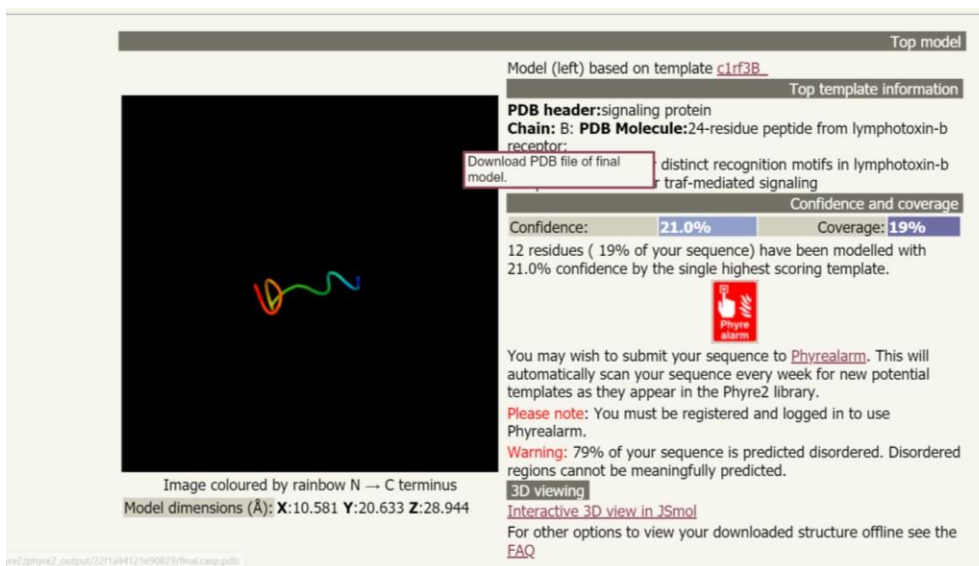 Top model
Model (left) based on template c1rf3B_
Top template information
PDB header:signaling protein
Chain: B: PDB Molecule:24-residue peptide from lymphotoxin-b
receptor;
Download PDB file of final
model.
distinct recognition motifs in lymphotoxin-b
traf-mediated signaling
Confidence and coverage
Confidence: 21.0% Coverage: 19%
12 residues ( 19% of your sequence) have been modelled with
21.0% confidence by the single highest scoring template.
Phyre
alarm
You may wish to submit your sequence to Phyrealarm. This will
automatically scan your sequence every week for new potential
templates as they appear in the Phyre2 library.
Please note: You must be registered and logged in to use
Phyrealarm.
Warning: 79% of your sequence is predicted disordered. Disordered
regions cannot be meaningfully predicted.
Image coloured by rainbow N → C terminus
Model dimensions (Å): X:10.581 Y:20.633 Z:28.944
3D viewing
Interactive 3D view in JSmol
For other options to view your downloaded structure offline see the
FAQ